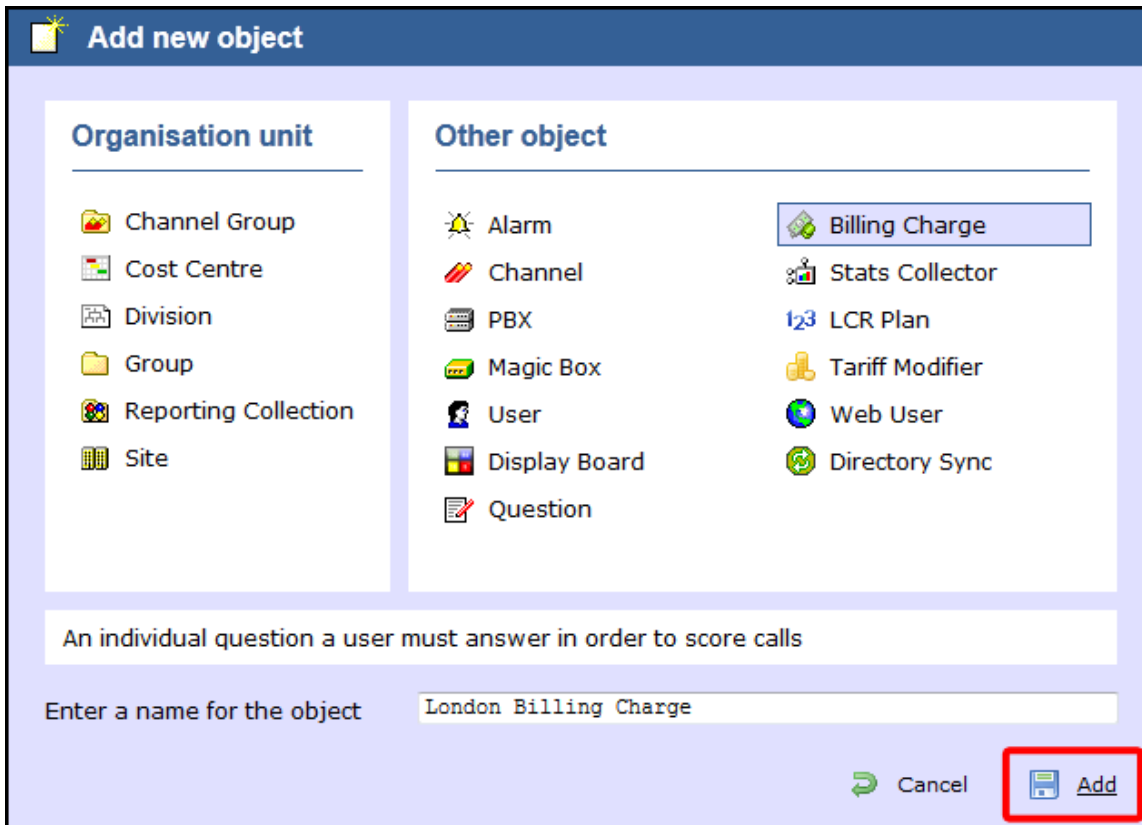 Add new object
Organisation unit
Channel Group
Cost Centre
Division
Group
Reporting Collection
Site
Other object
Alarm
Channel
PBX
Magic Box
User
Display Board
Question
Billing Charge
Stats Collector
123 LCR Plan
Tariff Modifier
Web User
Directory Sync
An individual question a user must answer in order to score calls
Enter a name for the object
London Billing Charge
Cancel
Add